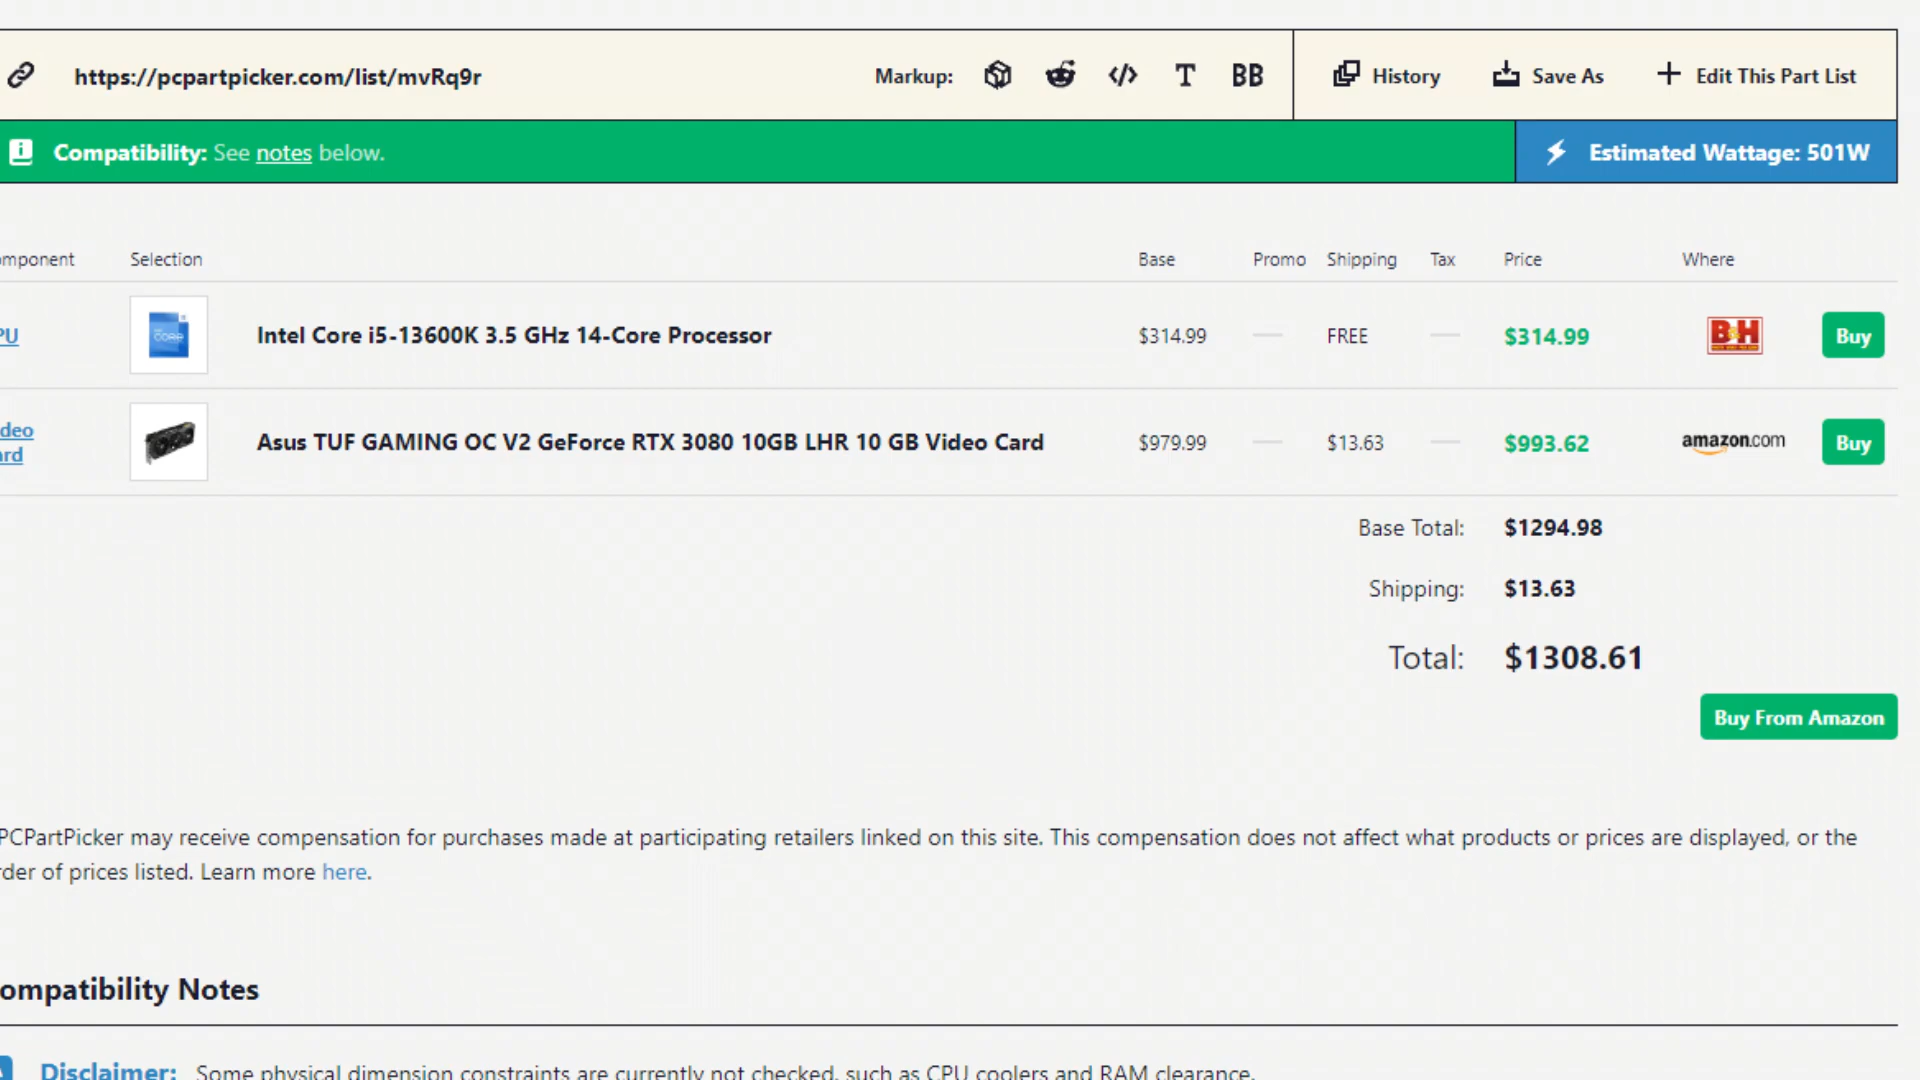 https://pcpartpicker.com/list/mvRq9r Markup: T BB History Save As Edit This Part List
Compatibility: See notes below. Estimated Wattage: 501W
omponent Selection Base Promo Shipping Tax Price Where
PU Intel Core i5-13600K 3.5 GHz 14-Core Processor $314.99 — FREE — $314.99 B&H Buy
deo
rd Asus TUF GAMING OC V2 GeForce RTX 3080 10GB LHR 10 GB Video Card $979.99 — $13.63 — $993.62 amazon.com Buy
Base Total: $1294.98
Shipping: $13.63
Total: $1308.61
Buy From Amazon
PCPartPicker may receive compensation for purchases made at participating retailers linked on this site. This compensation does not affect what products or prices are displayed, or the
rder of prices listed. Learn more here.
ompatibility Notes
Disclaimer: Some physical dimension constraints are currently not checked, such as CPU coolers and RAM clearance.